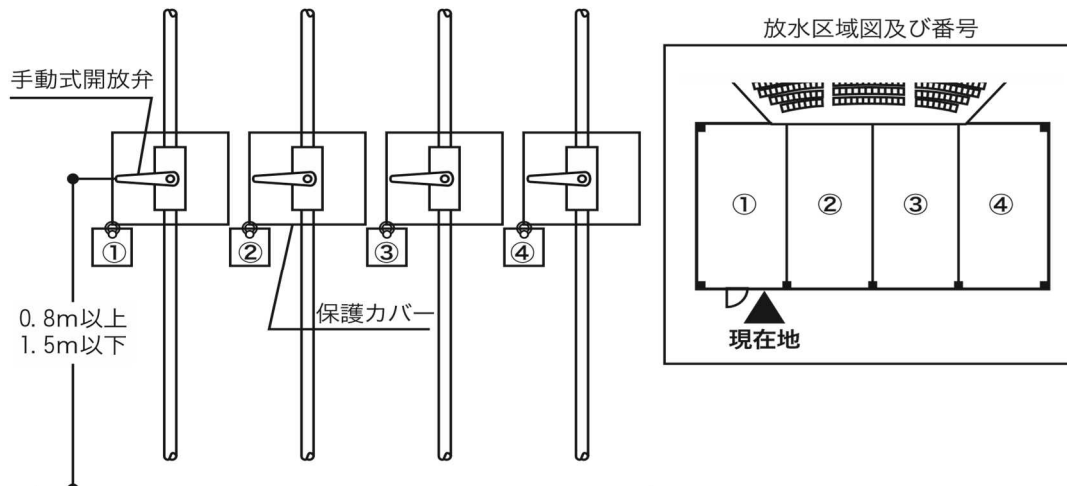 放水区域図及び番号
手動式開放弁
① ② ③ ④
① ② ③ ④
保護カバー
0.8m以上
1.5m以下
現在地